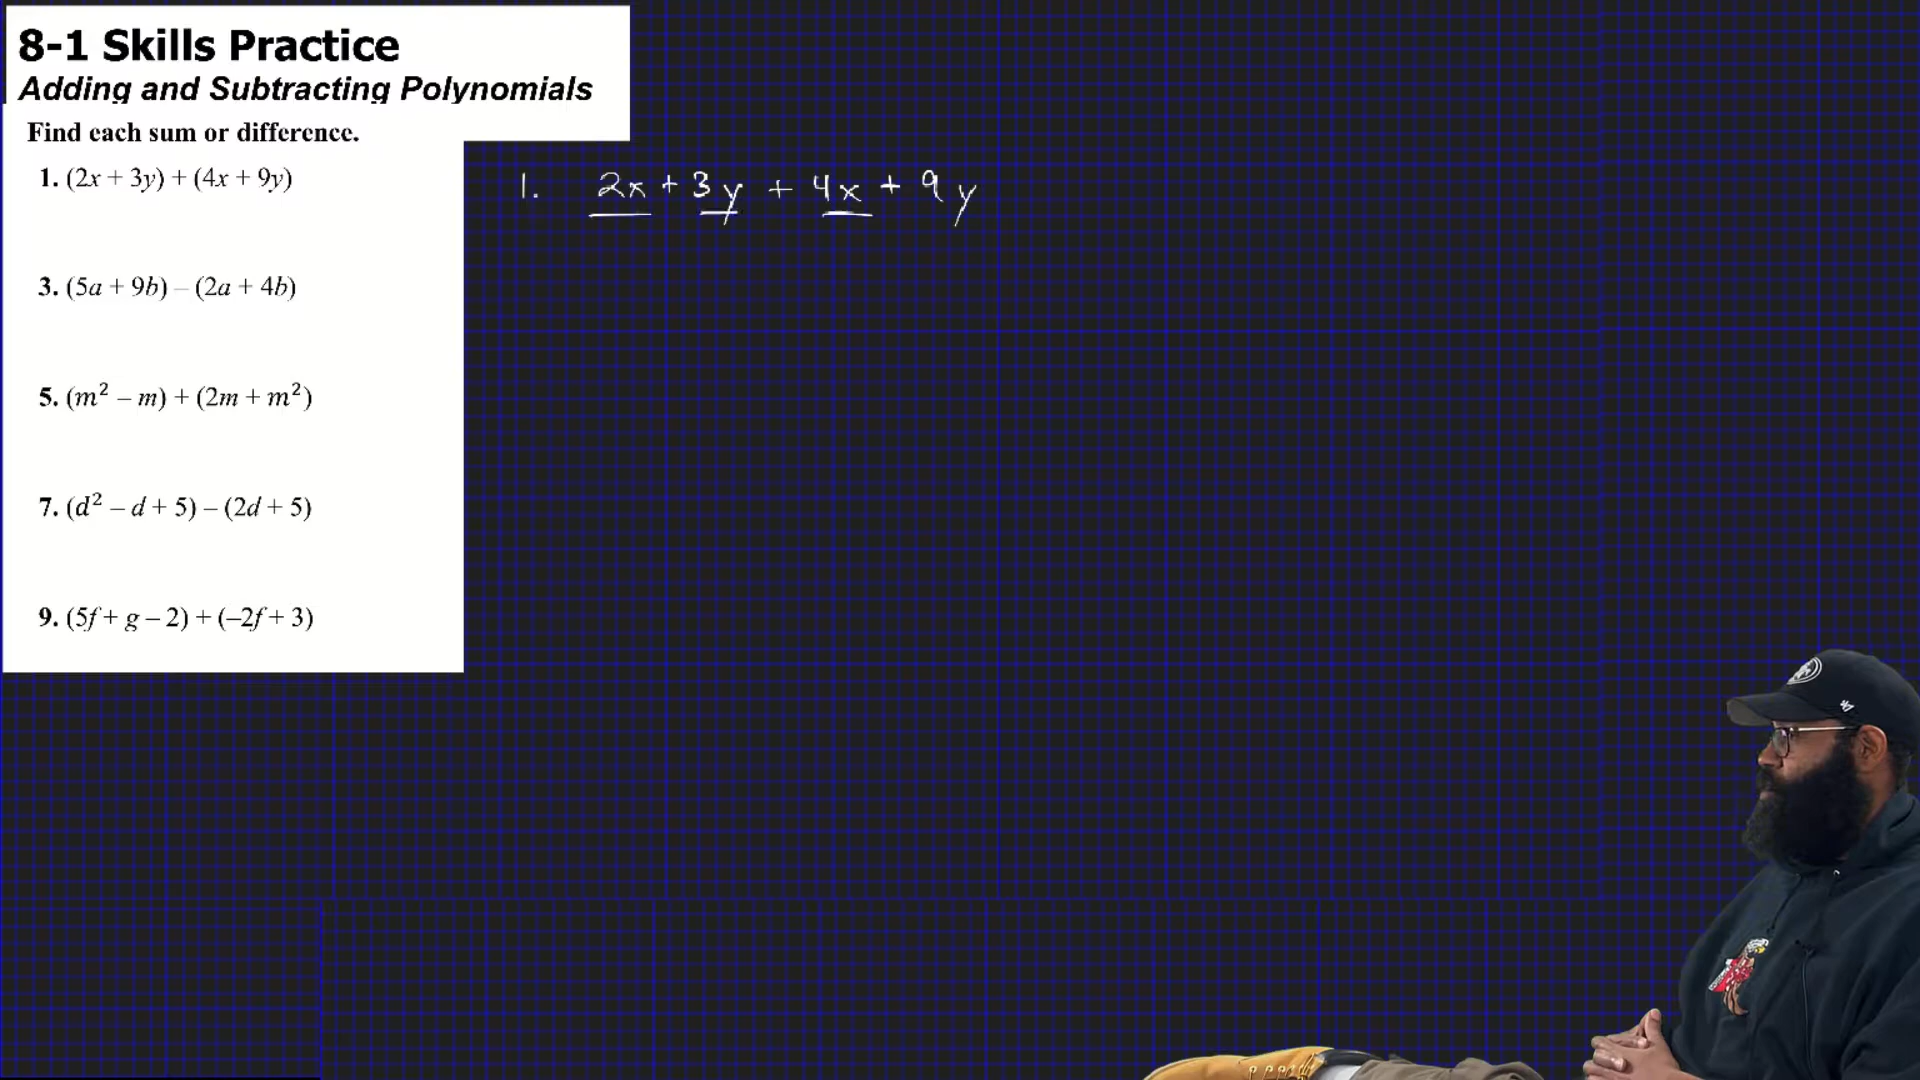 8-1 Skills Practice
Adding and Subtracting Polynomials
Find each sum or difference.
1. (2x + 3y) + (4x + 9y)
3. (5a + 9b) – (2a + 4b)
5. (m² – m) + (2m + m²)
7. (d² – d + 5) – (2d + 5)
9. (5f + g – 2) + (–2f + 3)
1. 2x + 3y + 4x + 9y